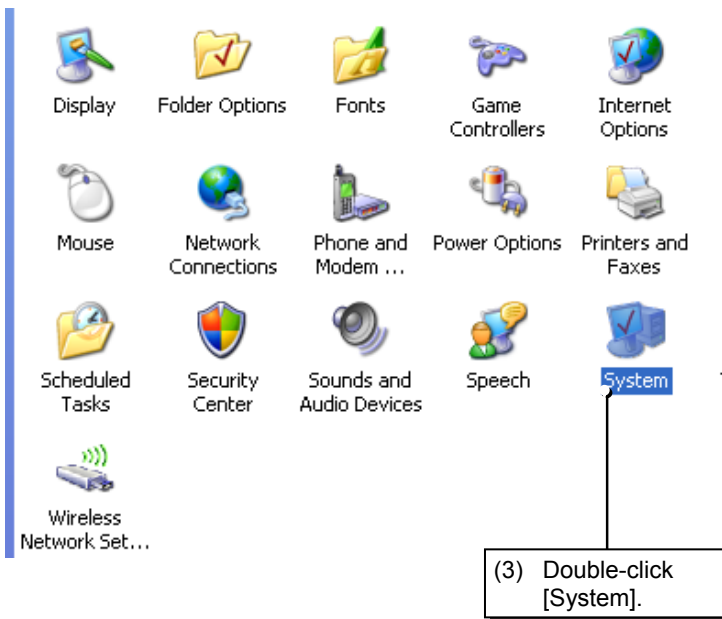 Display
Folder Options
Fonts
Game
Controllers
Internet
Options
Mouse
Network
Connections
Phone and
Modem ...
Power Options
Printers and
Faxes
Scheduled
Tasks
Security
Center
Sounds and
Audio Devices
Speech
System
Wireless
Network Set...
(3) Double-click
[System].